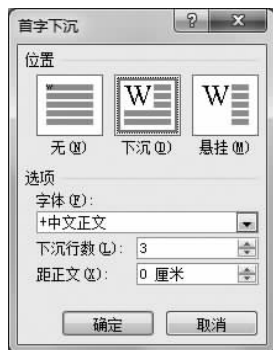 首字下沉
位置
W
W
W
无(N)
下沉(D)
悬挂(M)
选项
字体(F):
+中文正文
下沉行数(L): 3
距正文(X): 0 厘米
确定
取消